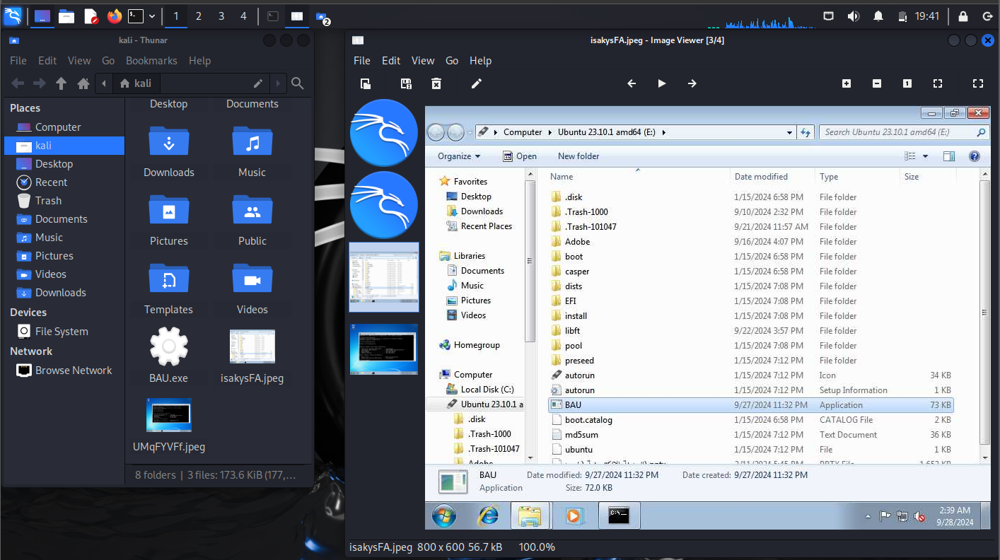 1 2 3 4
2
19:41
kali - Thunar
File Edit View Go Bookmarks Help
kali
Places
Computer
kali
Desktop
Recent
Trash
Documents
Music
Pictures
Videos
Downloads
Devices
File System
Network
Browse Network
Desktop Documents
Downloads Music
Pictures Public
Templates Videos
BAU.exe isakysFA.jpeg
UMqFYVFf.jpeg
8 folders | 3 files: 173.6 KiB (177,...
isakysFA.jpeg - Image Viewer [3/4]
File Edit View Go Help
Computer Ubuntu 23.10.1 amd64 (E:)
Search Ubuntu 23.10.1 amd64 (E:)
Organize Open New folder
Favorites
Desktop
Downloads
Recent Places
Libraries
Documents
Music
Pictures
Videos
Homegroup
Computer
Local Disk (C:)
Ubuntu 23.10.1 a
.disk
.Trash-1000
.Trash-101047
Name Date modified Type Size
.disk 1/15/2024 6:58 PM File folder
.Trash-1000 9/10/2024 2:32 PM File folder
.Trash-101047 9/21/2024 11:57 AM File folder
Adobe 9/16/2024 4:07 PM File folder
boot 1/15/2024 6:58 PM File folder
casper 1/15/2024 6:58 PM File folder
dists 1/15/2024 7:08 PM File folder
EFI 1/15/2024 7:08 PM File folder
install 1/15/2024 7:08 PM File folder
libft 9/22/2024 3:57 PM File folder
pool 1/15/2024 7:08 PM File folder
preseed 1/15/2024 7:08 PM File folder
autorun 1/15/2024 7:12 PM Icon 34 KB
autorun 1/15/2024 7:12 PM Setup Information 1 KB
BAU 9/27/2024 11:32 PM Application 73 KB
boot.catalog 1/15/2024 6:58 PM CATALOG File 2 KB
md5sum 1/15/2024 7:12 PM Text Document 36 KB
ubuntu 1/15/2024 7:12 PM File 1 KB
BAU Date modified: 9/27/2024 11:32 PM Date created: 9/27/2024 11:32 PM
Application Size: 72.0 KB
2:39 AM
9/28/2024
isakysFA.jpeg 800 x 600 56.7 kB 100.0%